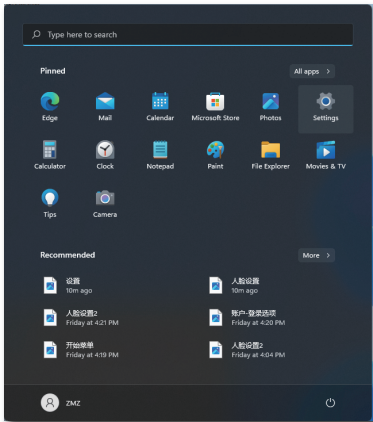 Type here to search
Pinned
All apps >
Edge Mail Calendar Microsoft Store Photos Settings
Calculator Clock Notepad Paint File Explorer Movies & TV
Tips Camera
Recommended
More >
设置 人脸设置
10m ago 10m ago
人脸设置2 账户-登录选项
Friday at 4:21 PM Friday at 4:20 PM
开始菜单 人脸设置2
Friday at 4:19 PM Friday at 4:04 PM
ZMZ